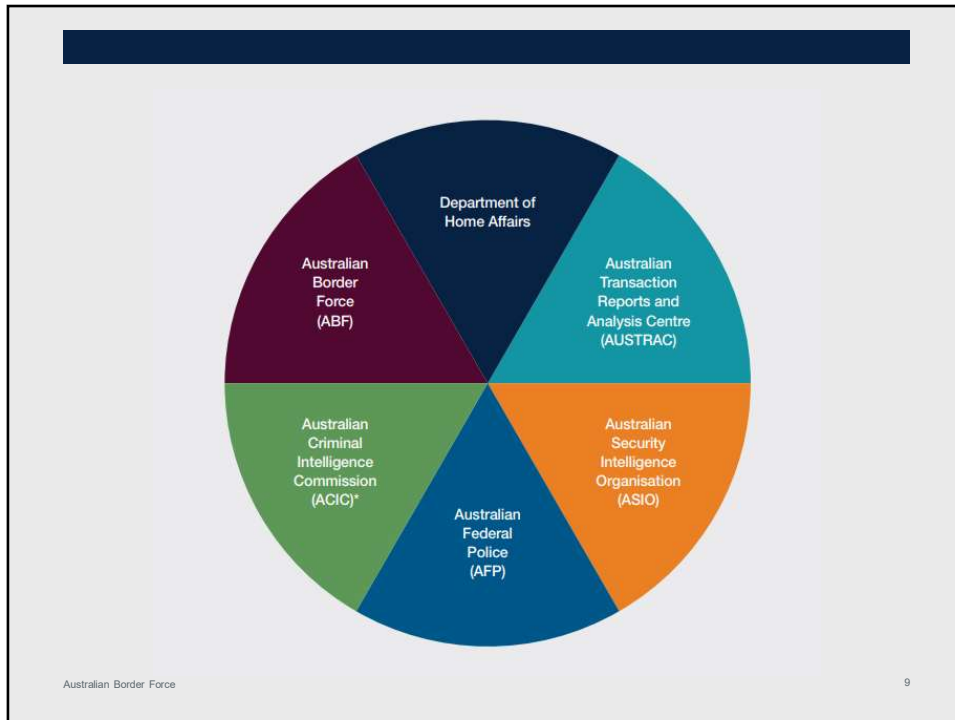 Department of
Home Affairs
Australian
Transaction
Reports and
Analysis Centre
(AUSTRAC)
Australian
Security
Intelligence
Organisation
(ASIO)
Australian
Federal
Police
(AFP)
Australian
Criminal
Intelligence
Commission
(ACIC)*
Australian
Border
Force
(ABF)
Australian Border Force
9